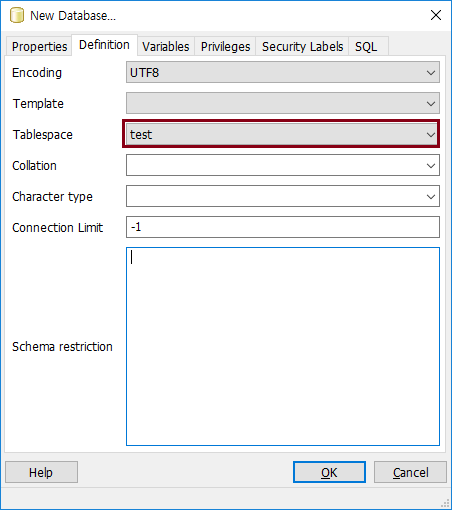 New Database...
Properties Definition Variables Privileges Security Labels SQL
Encoding UTF8
Template
Tablespace test
Collation
Character type
Connection Limit -1
Schema restriction
Help OK Cancel